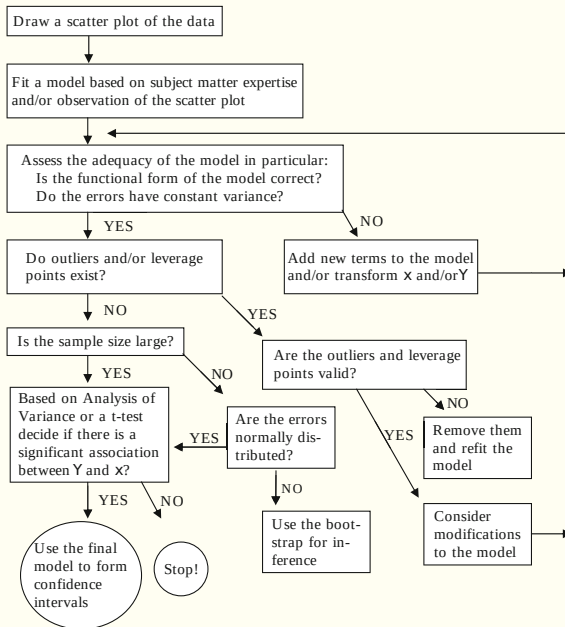 Draw a scatter plot of the data
Fit a model based on subject matter expertise
and/or observation of the scatter plot
Assess the adequacy of the model in particular:
Is the functional form of the model correct?
Do the errors have constant variance?
YES
NO
Do outliers and/or leverage
points exist?
Add new terms to the model
and/or transform x and/orY
NO
YES
Is the sample size large?
Are the outliers and leverage
points valid?
YES
NO
Based on Analysis of
Variance or a t-test
decide if there is a
significant association
between Y and x?
YES
Are the errors
normally dis-
tributed?
YES
NO
Remove them
and refit the
model
YES
NO
NO
Use the final
model to form
confidence
intervals
Stop!
Use the boot-
strap for in-
ference
Consider
modifications
to the model